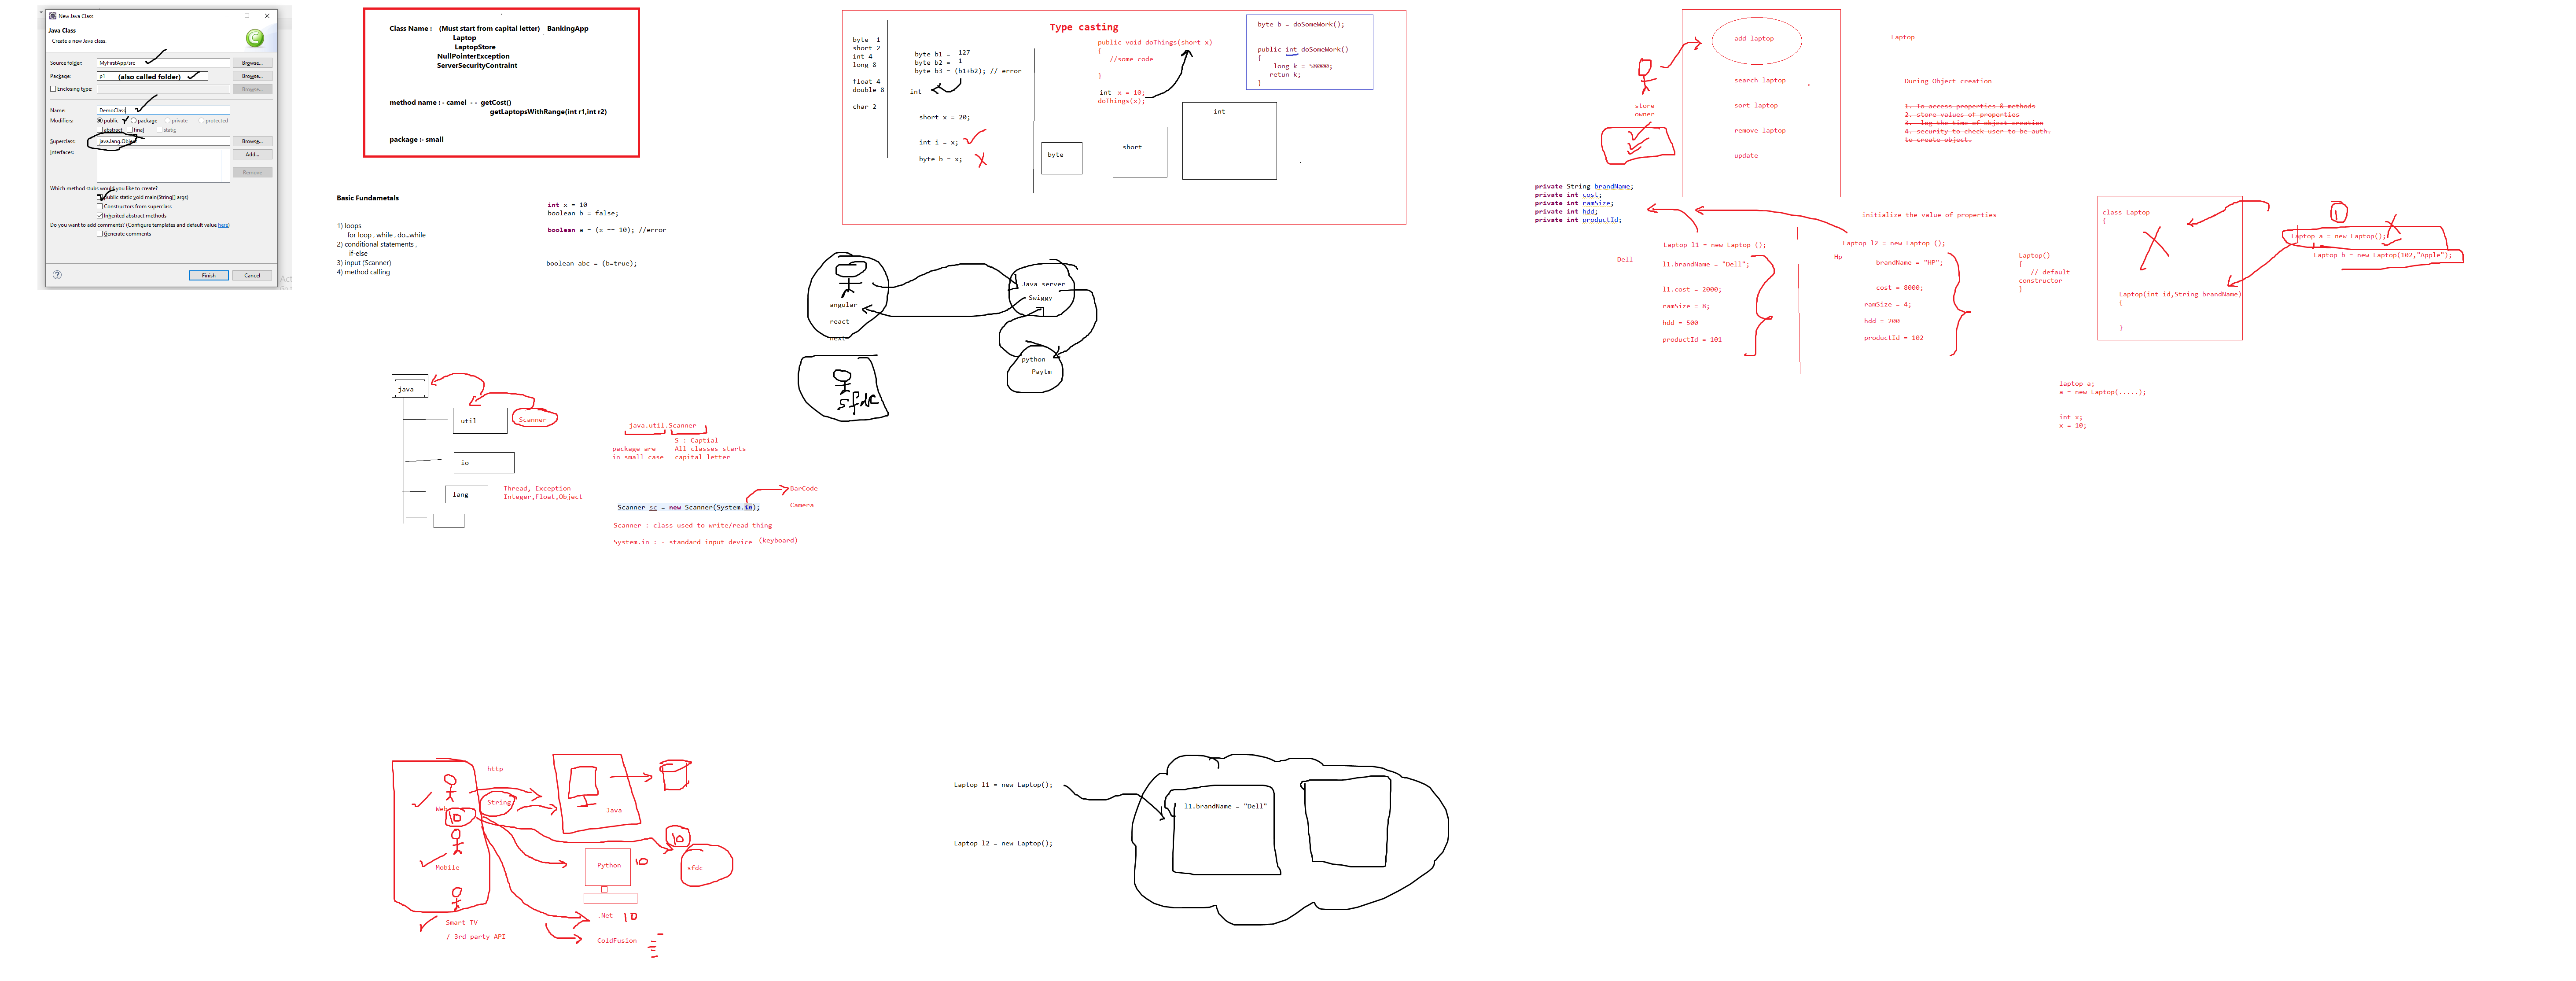 New Java Class
Java Class
Create a new Java class.
Source folder: MyFirstApp/src Browse...
Package: p1 (also called folder) Browse...
Enclosing type: Browse...
Name: DemoClass
Modifiers: public package private protected
abstract final static
Superclass: java.lang.Object Browse...
Interfaces: Add...
Remove
Which method stubs would you like to create?
public static void main(String[] args)
Constructors from superclass
Inherited abstract methods
Do you want to add comments? (Configure templates and default value here)
Generate comments
? Finish Cancel
Class Name : (Must start from capital letter) BankingApp
Laptop
LaptopStore
NullPointerException
ServerSecurityContraint
method name : - camel - - getCost()
getLaptopsWithRange(int r1,int r2)
package :- small
Basic Fundametals
1) loops
for loop , while , do...while
2) conditional statements ,
if-else
3) input (Scanner)
4) method calling
int x = 10
boolean b = false;
boolean a = (x == 10); //error
boolean abc = (b=true);
Type casting
byte 1
short 2
int 4
long 8
float 4
double 8
char 2
byte b1 = 127
byte b2 = 1
byte b3 = (b1+b2); // error
int
short x = 20;
int i = x;
byte b = x;
public void doThings(short x)
{
//some code
}
int x = 10;
doThings(x);
byte
short
int
byte b = doSomeWork();
public int doSomeWork()
{
long k = 58000;
retun k;
}
angular
react
next
Java server
Swiggy
python
Paytm
sfdc
java
util
Scanner
io
lang
Thread, Exception
Integer,Float,Object
java.util.Scanner
package are
in small case
S : Captial
All classes starts
capital letter
Scanner sc = new Scanner(System.in);
BarCode
Camera
Scanner : class used to write/read thing
System.in : - standard input device (keyboard)
add laptop
search laptop
sort laptop
remove laptop
update
store
owner
Laptop
During Object creation
1. To access properties & methods
2. store values of properties
3. log the time of object creation
4. security to check user to be auth.
to create object.
private String brandName;
private int cost;
private int ramSize;
private int hdd;
private int productId;
initialize the value of properties
Dell
Laptop l1 = new Laptop ();
l1.brandName = "Dell";
l1.cost = 2000;
ramSize = 8;
hdd = 500
productId = 101
Hp
Laptop l2 = new Laptop ();
brandName = "HP";
cost = 8000;
ramSize = 4;
hdd = 200
productId = 102
Laptop()
{
// default
constructor
}
class Laptop
{
Laptop(int id,String brandName)
{
}
1
Laptop a = new Laptop();
Laptop b = new Laptop(102,"Apple");
laptop a;
a = new Laptop(.....);
int x;
x = 10;
http
Web
String
10
Java
Mobile
Python 10
10
sfdc
Smart TV
/ 3rd party API
.Net 10
ColdFusion
Laptop l1 = new Laptop();
l1.brandName = "Dell"
Laptop l2 = new Laptop();